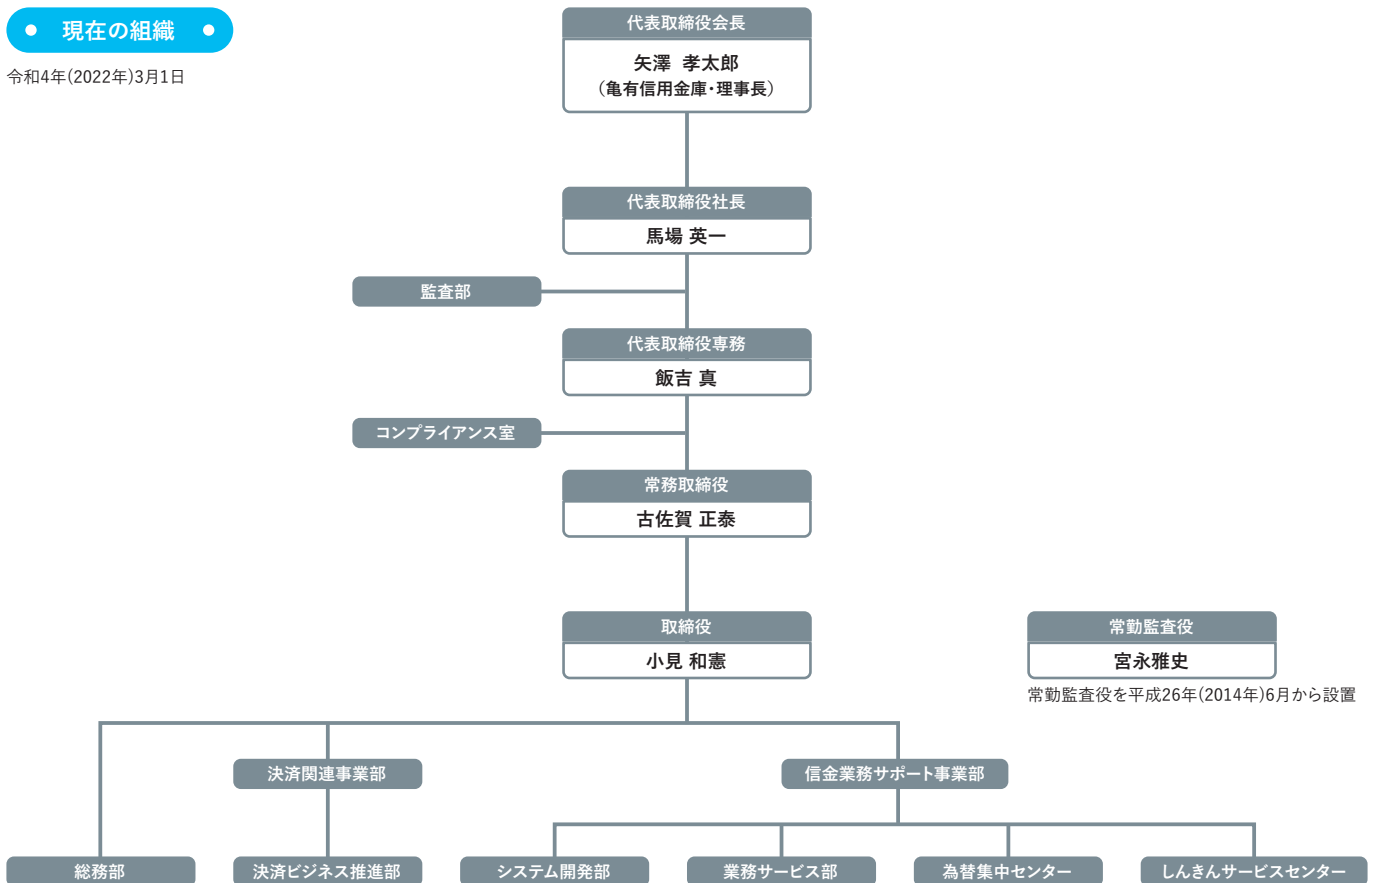 現在の組織
令和4年(2022年)3月1日
代表取締役会長
矢澤 孝太郎
(亀有信用金庫・理事長)
代表取締役社長
馬場 英一
監査部
代表取締役専務
飯吉 真
コンプライアンス室
常務取締役
古佐賀 正泰
取締役
小見 和憲
常勤監査役
宮永雅史
常勤監査役を平成26年(2014年)6月から設置
決済関連事業部
信金業務サポート事業部
総務部
決済ビジネス推進部
システム開発部
業務サービス部
為替集中センター
しんきんサービスセンター